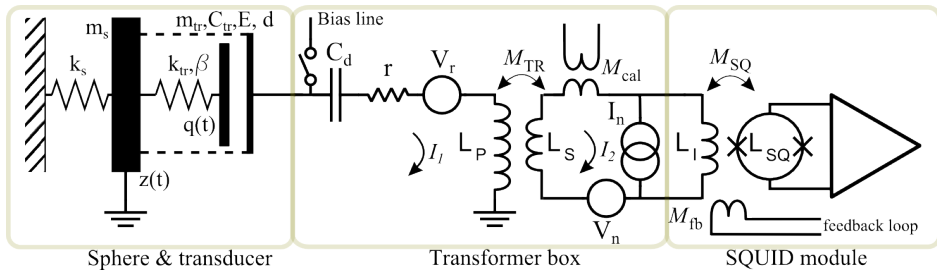 m_s
m_tr, C_tr, E, d
k_s
k_tr, β
q(t)
z(t)
Bias line
C_d
r
V_r
M_TR
M_cal
M_SQ
I_n
I_1
L_P
L_S
I_2
L_I
L_SQ
V_n
M_fb
feedback loop
Sphere & transducer
Transformer box
SQUID module